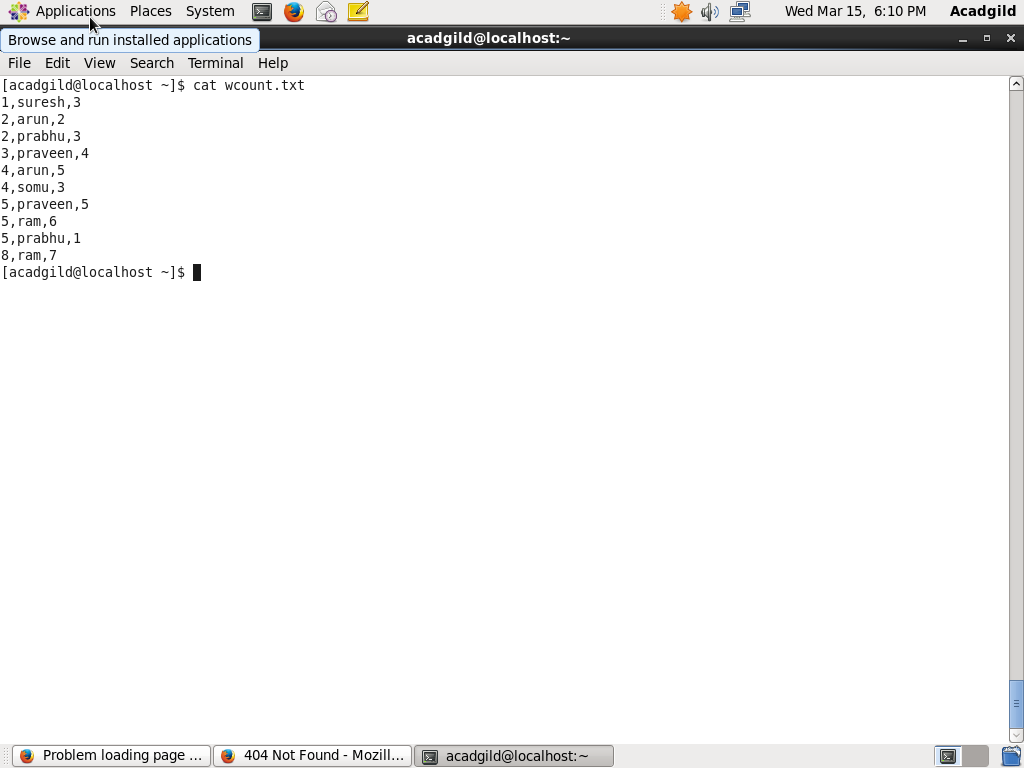 Applications Places System Wed Mar 15, 6:10 PM Acadgild
Browse and run installed applications
acadgild@localhost:~
File Edit View Search Terminal Help
[acadgild@localhost ~]$ cat wcount.txt
1,suresh,3
2,arun,2
2,prabhu,3
3,praveen,4
4,arun,5
4,somu,3
5,praveen,5
5,ram,6
5,prabhu,1
8,ram,7
[acadgild@localhost ~]$
Problem loading page ... 404 Not Found - Mozill... acadgild@localhost:~